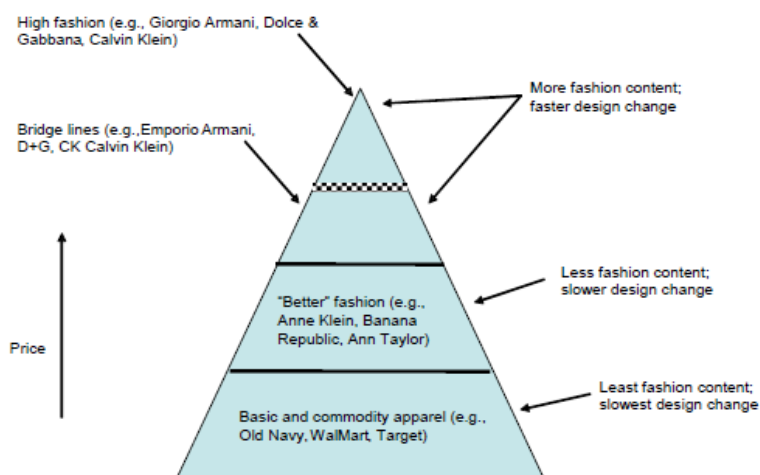 High fashion (e.g., Giorgio Armani, Dolce &
Gabbana, Calvin Klein)
More fashion content;
faster design change
Bridge lines (e.g.,Emporio Armani,
D+G, CK Calvin Klein)
Less fashion content;
slower design change
"Better" fashion (e.g.,
Anne Klein, Banana
Republic, Ann Taylor)
Price
Least fashion content;
slowest design change
Basic and commodity apparel (e.g.,
Old Navy, WalMart, Target)